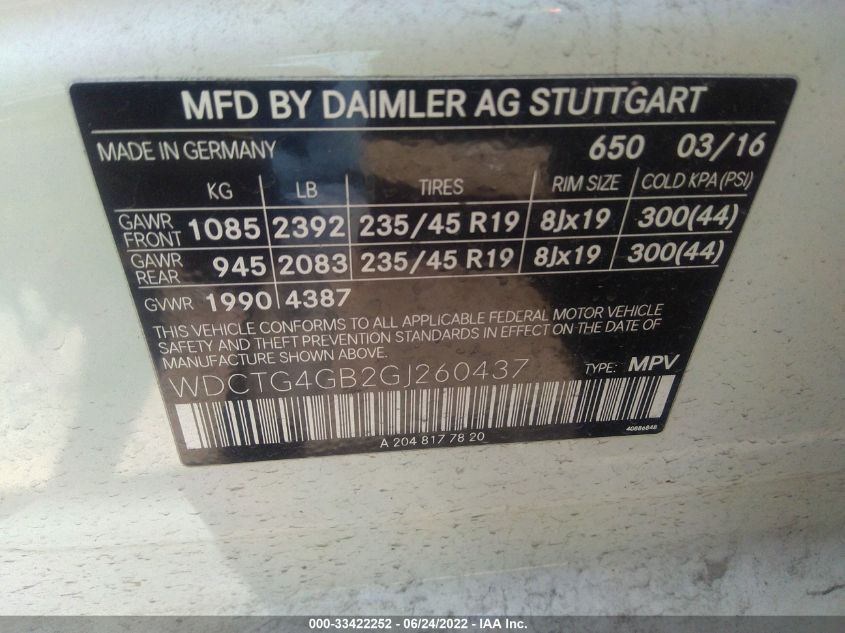 MFD BY DAIMLER AG STUTTGART
MADE IN GERMANY 650 03/16
KG LB TIRES RIM SIZE COLD KPA (PSI)
GAWR FRONT 1085 2392 235/45 R19 8Jx19 300(44)
GAWR REAR 945 2083 235/45 R19 8Jx19 300(44)
GVWR 1990 4387
THIS VEHICLE CONFORMS TO ALL APPLICABLE FEDERAL MOTOR VEHICLE
SAFETY AND THEFT PREVENTION STANDARDS IN EFFECT ON THE DATE OF
MANUFACTURE
WDCTG4GB2GJ260437 TYPE: MPV
A 204 817 78 20 40886848
000-33422252 - 06/24/2022 - IAA Inc.